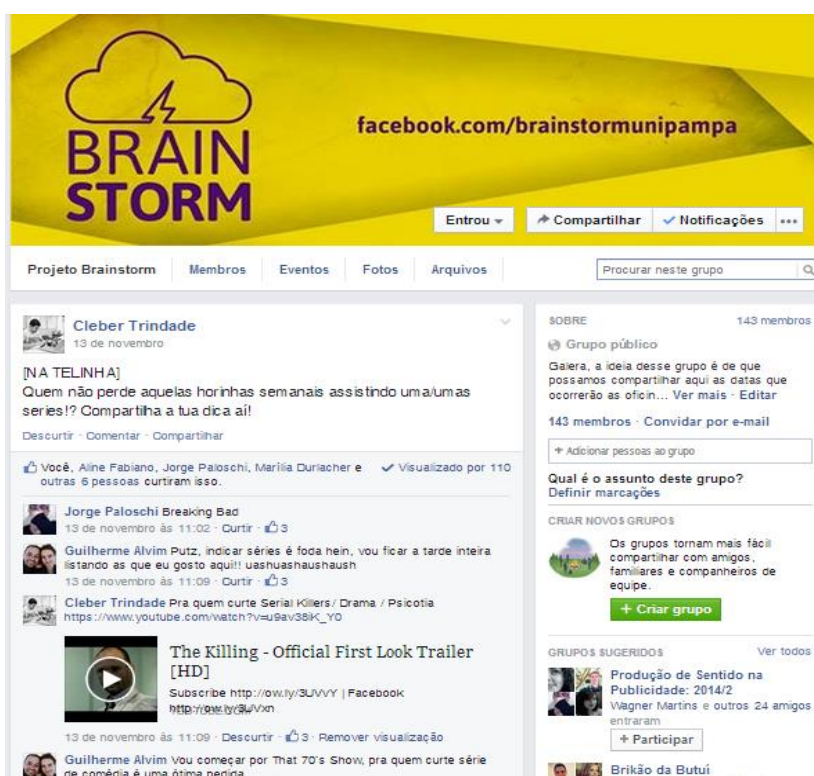 BRAIN
STORM
facebook.com/brainstormunipampa
Entrou
Compartilhar
Notificações
Projeto Brainstorm
Membros
Eventos
Fotos
Arquivos
Procurar neste grupo
Cleber Trindade
13 de novembro
[NA TELINHA]
Quem não perde aquelas horinhas semanais assistindo uma/umas
series!? Compartilha a tua dica aí!
Descurtir · Comentar · Compartilhar
Você, Aline Fabiano, Jorge Paloschi, Marília Durlacher e
outras 6 pessoas curtiram isso.
Visualizado por 110
Jorge Paloschi Breaking Bad
13 de novembro às 11:02 · Curtir · 3
Guilherme Alvim Putz, indicar séries é foda hein, vou ficar a tarde inteira
listando as que eu gosto aqui!! uashuashaushaush
13 de novembro às 11:09 · Curtir · 3
Cleber Trindade Pra quem curte Serial Killers/ Drama / Psicotia
https://www.youtube.com/watch?v=u9av38iK_Y0
The Killing - Official First Look Trailer
[HD]
Subscribe http://ow.ly/3UVvY | Facebook
13 de novembro às 11:09 · Descurtir · 3 · Remover visualização
Guilherme Alvim Vou começar por That 70's Show, pra quem curte série
de comédia é uma ótima pedida
SOBRE
143 membros
Grupo público
Galera, a ideia desse grupo é de que
possamos compartilhar aqui as datas que
ocorrerão as oficin... Ver mais · Editar
143 membros · Convidar por e-mail
+ Adicionar pessoas ao grupo
Qual é o assunto deste grupo?
Definir marcações
CRIAR NOVOS GRUPOS
Os grupos tornam mais fácil
compartilhar com amigos,
familiares e companheiros de
equipe.
+ Criar grupo
GRUPOS SUGERIDOS
Ver todos
Produção de Sentido na
Publicidade: 2014/2
Wagner Martins e outros 24 amigos
entraram
+ Participar
Brikão da Butuí